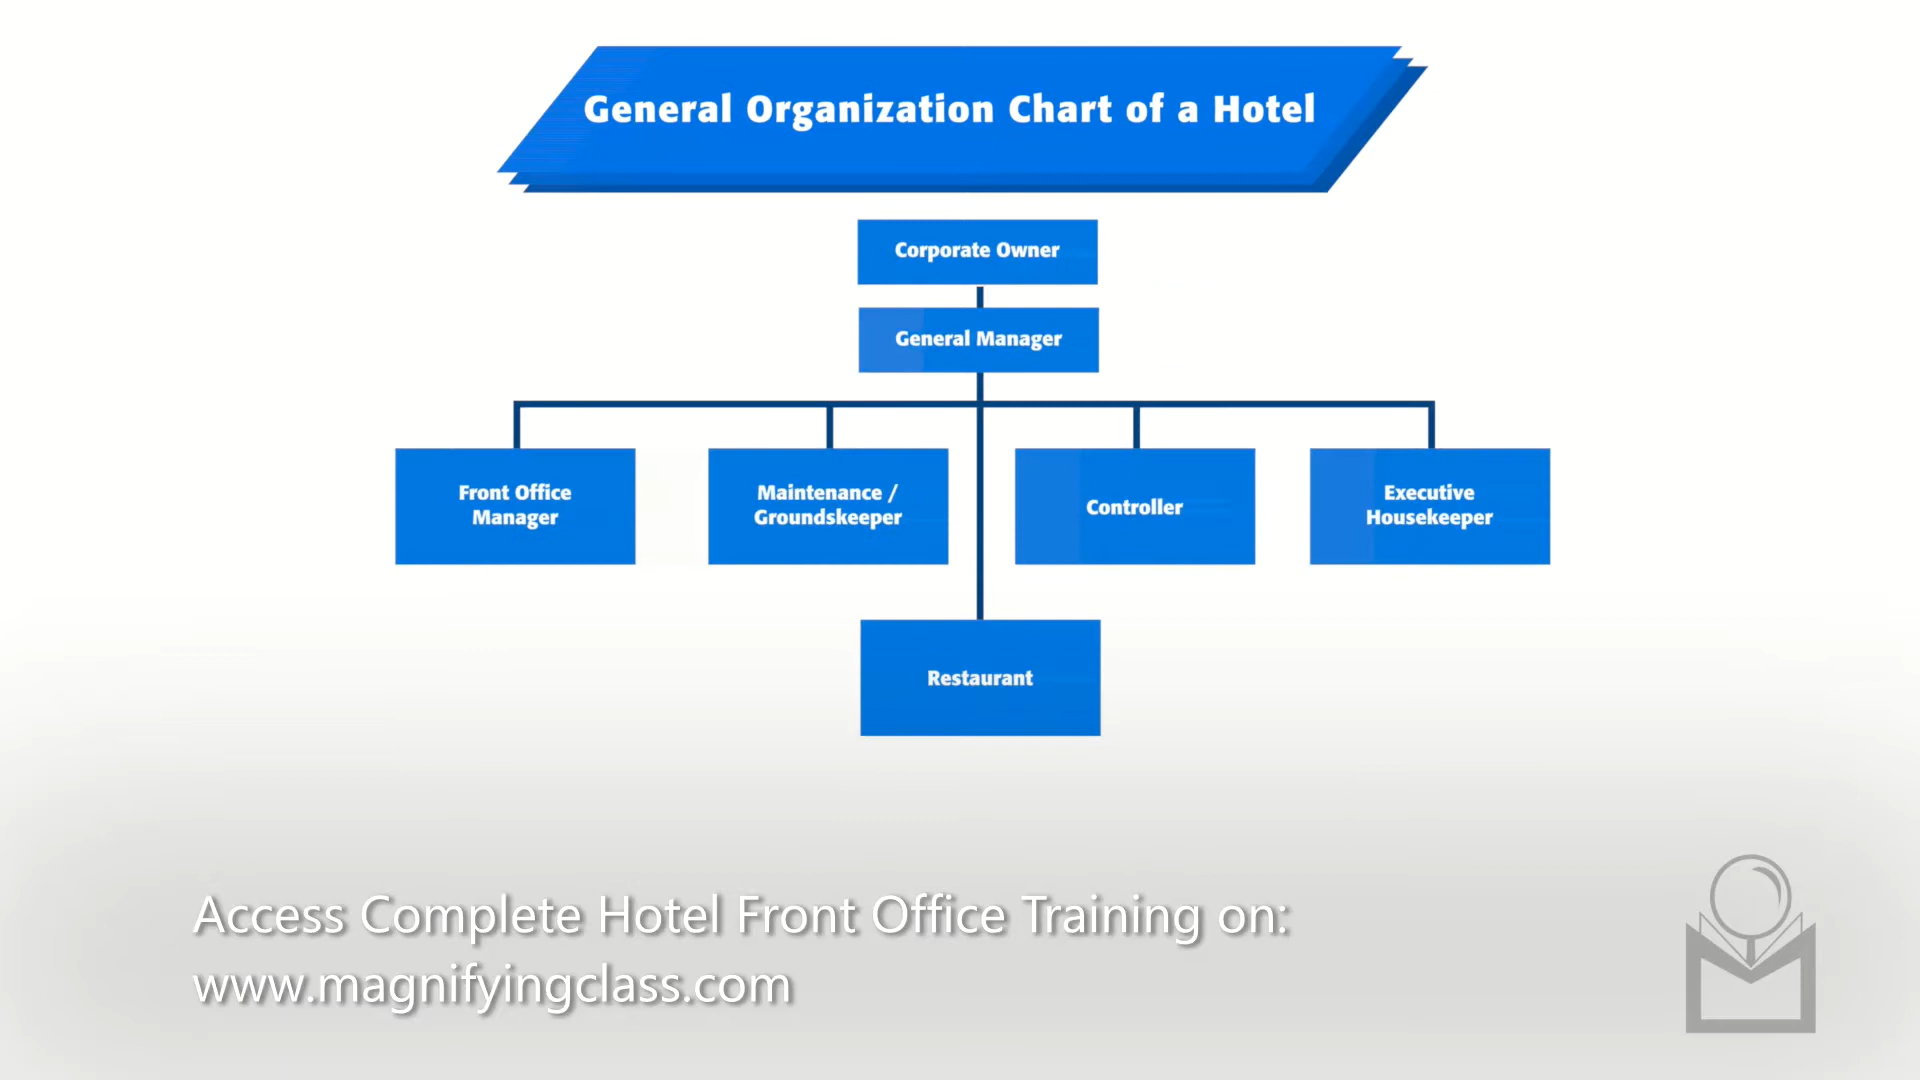 General Organization Chart of a Hotel
Corporate Owner
General Manager
Front Office
Manager
Maintenance /
Groundskeeper
Controller
Executive
Housekeeper
Restaurant
Access Complete Hotel Front Office Training on:
www.magnifyingclass.com